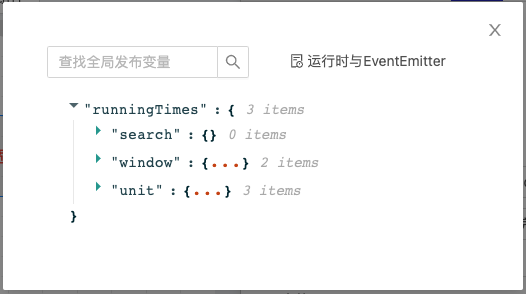 查找全局发布变量
运行时与EventEmitter
"runningTimes" : { 3 items
"search" : {} 0 items
"window" : {...} 2 items
"unit" : {...} 3 items
}